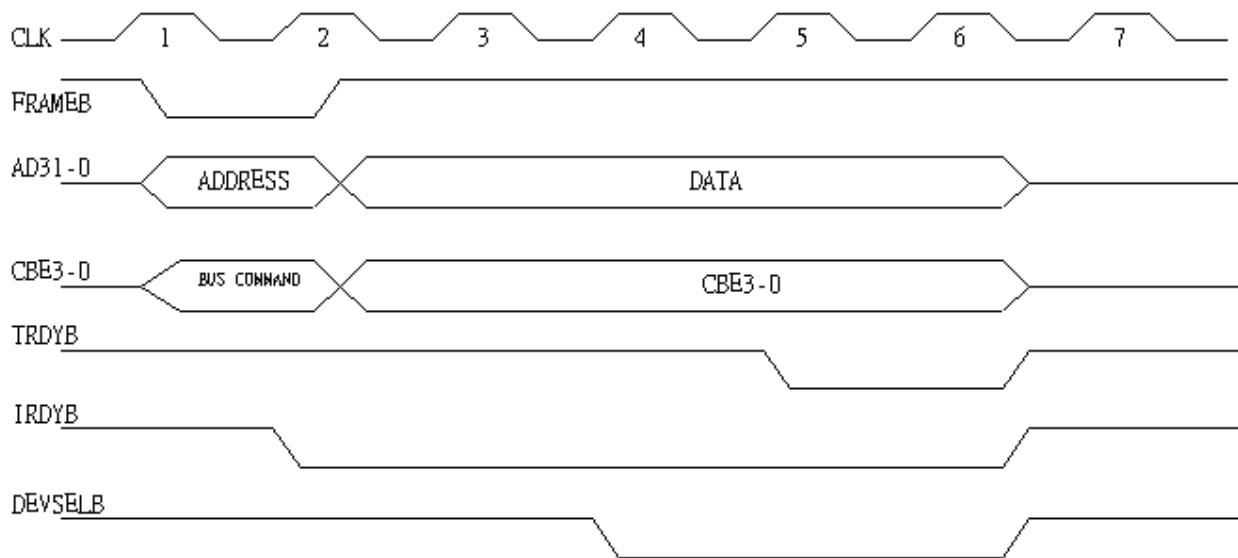 CLK 1 2 3 4 5 6 7
FRAMEB
AD31-0 ADDRESS DATA
CBE3-0 BUS COMMAND CBE3-0
TRDYB
IRDYB
DEVSELB